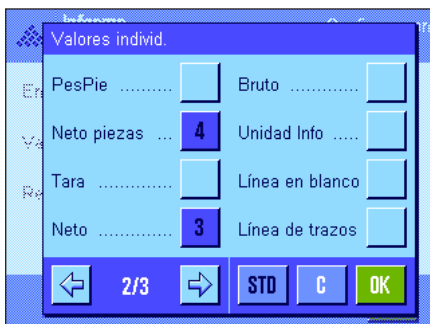 Valores individ.
PesPie ..........
Bruto .............
Neto piezas ... 4
Unidad Info .....
Tara ..............
Línea en blanco
Neto .............. 3
Línea de trazos
2/3 STD C OK